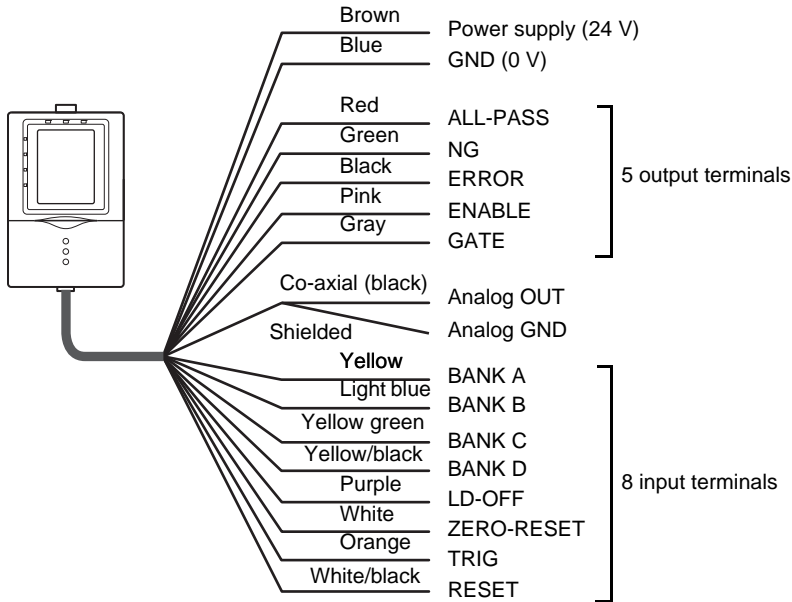 Brown Power supply (24 V)
Blue GND (0 V)
Red ALL-PASS
Green NG
Black ERROR
Pink ENABLE
Gray GATE
5 output terminals
Co-axial (black) Analog OUT
Shielded Analog GND
Yellow BANK A
Light blue BANK B
Yellow green BANK C
Yellow/black BANK D
Purple LD-OFF
White ZERO-RESET
Orange TRIG
White/black RESET
8 input terminals